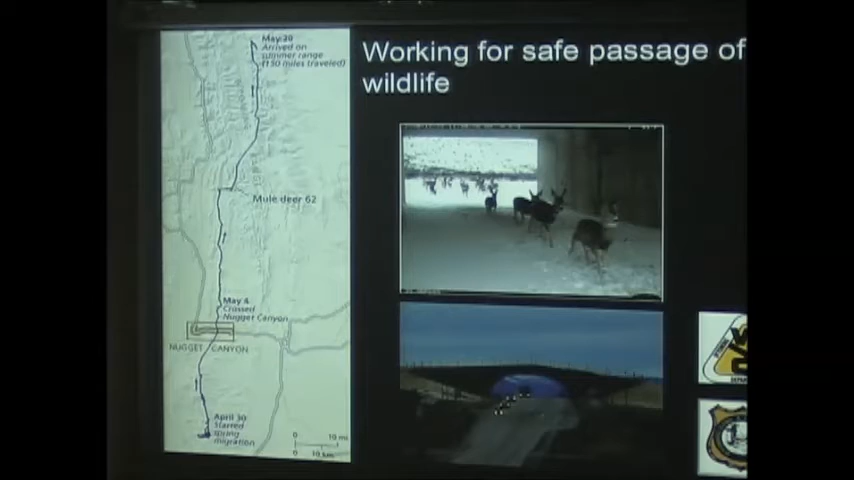 Working for safe passage of
wildlife
May 20
Arrived on
summer range
(150 miles traveled)
Mule deer 62
May 4
Crossed
Nugget Canyon
NUGGET CANYON
April 30
Started
spring
migration
0 10 mi
0 10 km